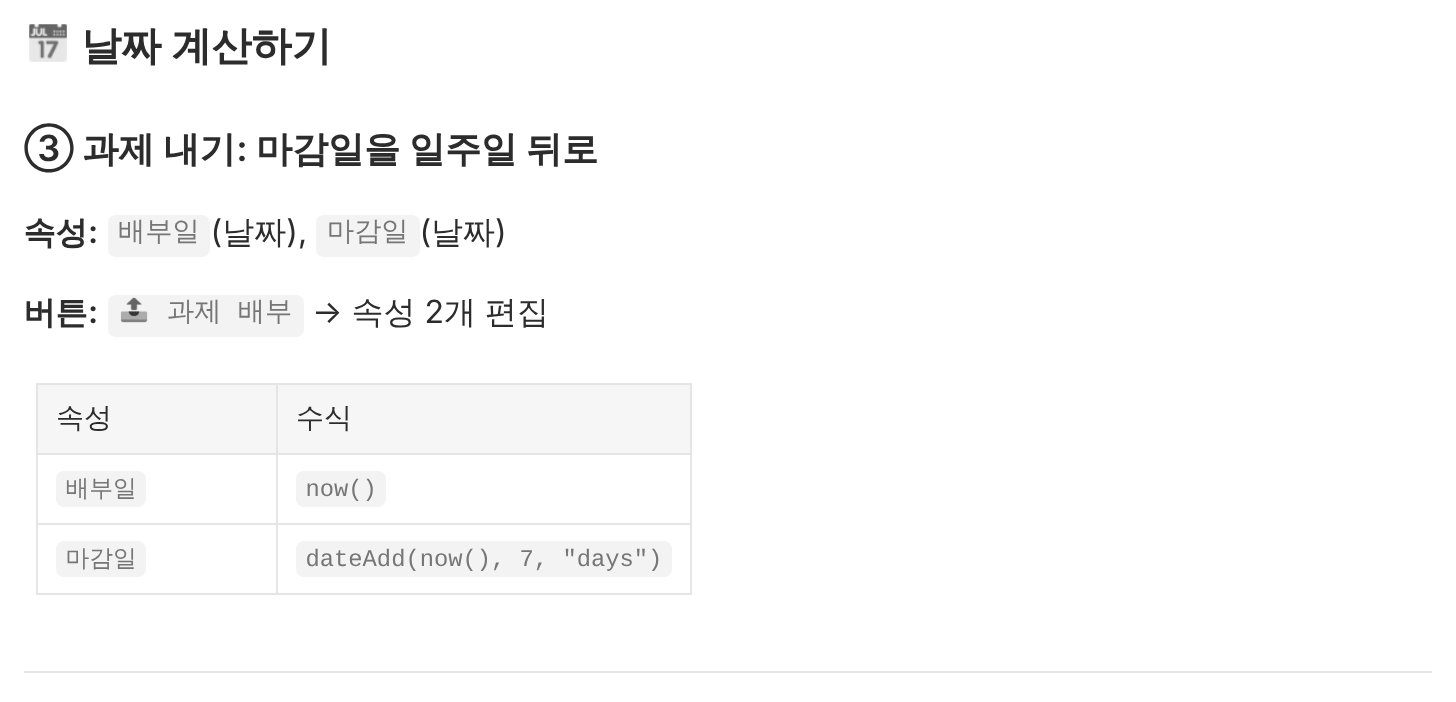 📅 날짜 계산하기
③ 과제 내기: 마감일을 일주일 뒤로
속성: 배부일(날짜), 마감일(날짜)
버튼: 📤 과제 배부 → 속성 2개 편집
속성 수식
배부일 now()
마감일 dateAdd(now(), 7, "days")